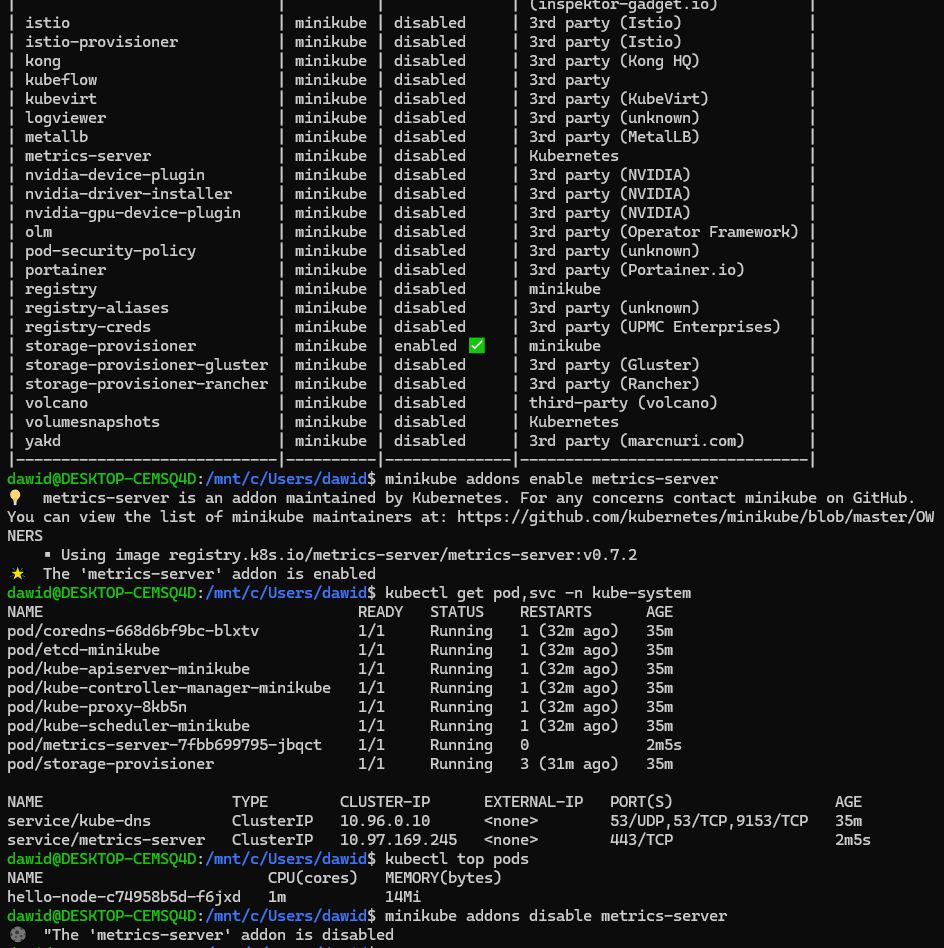 | | | | (inspektor-gadget.io) |
| istio | minikube | disabled | 3rd party (Istio) |
| istio-provisioner | minikube | disabled | 3rd party (Istio) |
| kong | minikube | disabled | 3rd party (Kong HQ) |
| kubeflow | minikube | disabled | 3rd party |
| kubevirt | minikube | disabled | 3rd party (KubeVirt) |
| logviewer | minikube | disabled | 3rd party (unknown) |
| metallb | minikube | disabled | 3rd party (MetalLB) |
| metrics-server | minikube | disabled | Kubernetes |
| nvidia-device-plugin | minikube | disabled | 3rd party (NVIDIA) |
| nvidia-driver-installer | minikube | disabled | 3rd party (NVIDIA) |
| nvidia-gpu-device-plugin | minikube | disabled | 3rd party (NVIDIA) |
| olm | minikube | disabled | 3rd party (Operator Framework) |
| pod-security-policy | minikube | disabled | 3rd party (unknown) |
| portainer | minikube | disabled | 3rd party (Portainer.io) |
| registry | minikube | disabled | minikube |
| registry-aliases | minikube | disabled | 3rd party (unknown) |
| registry-creds | minikube | disabled | 3rd party (UPMC Enterprises) |
| storage-provisioner | minikube | enabled ✅ | minikube |
| storage-provisioner-gluster | minikube | disabled | 3rd party (Gluster) |
| storage-provisioner-rancher | minikube | disabled | 3rd party (Rancher) |
| volcano | minikube | disabled | third-party (volcano) |
| volumesnapshots | minikube | disabled | Kubernetes |
| yakd | minikube | disabled | 3rd party (marcnuri.com) |
|-----------------------------|----------|--------------|--------------------------------|
dawid@DESKTOP-CEMSQ4D:/mnt/c/Users/dawid$ minikube addons enable metrics-server
💡 metrics-server is an addon maintained by Kubernetes. For any concerns contact minikube on GitHub.
You can view the list of minikube maintainers at: https://github.com/kubernetes/minikube/blob/master/OW
NERS
▪ Using image registry.k8s.io/metrics-server/metrics-server:v0.7.2
🌟 The 'metrics-server' addon is enabled
dawid@DESKTOP-CEMSQ4D:/mnt/c/Users/dawid$ kubectl get pod,svc -n kube-system
NAME READY STATUS RESTARTS AGE
pod/coredns-668d6bf9bc-blxtv 1/1 Running 1 (32m ago) 35m
pod/etcd-minikube 1/1 Running 1 (32m ago) 35m
pod/kube-apiserver-minikube 1/1 Running 1 (32m ago) 35m
pod/kube-controller-manager-minikube 1/1 Running 1 (32m ago) 35m
pod/kube-proxy-8kb5n 1/1 Running 1 (32m ago) 35m
pod/kube-scheduler-minikube 1/1 Running 1 (32m ago) 35m
pod/metrics-server-7fbb699795-jbqct 1/1 Running 0 2m5s
pod/storage-provisioner 1/1 Running 3 (31m ago) 35m

NAME TYPE CLUSTER-IP EXTERNAL-IP PORT(S) AGE
service/kube-dns ClusterIP 10.96.0.10 <none> 53/UDP,53/TCP,9153/TCP 35m
service/metrics-server ClusterIP 10.97.169.245 <none> 443/TCP 2m5s
dawid@DESKTOP-CEMSQ4D:/mnt/c/Users/dawid$ kubectl top pods
NAME CPU(cores) MEMORY(bytes)
hello-node-c74958b5d-f6jxd 1m 14Mi
dawid@DESKTOP-CEMSQ4D:/mnt/c/Users/dawid$ minikube addons disable metrics-server
🌑 "The 'metrics-server' addon is disabled